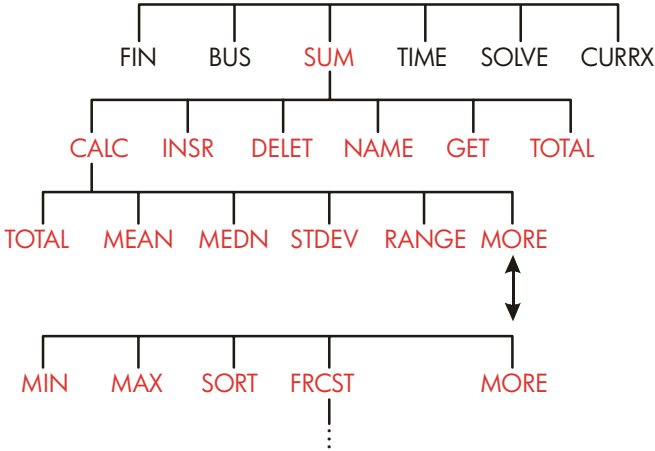 FIN BUS SUM TIME SOLVE CURRX
CALC INSR DELET NAME GET TOTAL
TOTAL MEAN MEDN STDEV RANGE MORE
MIN MAX SORT FRCST MORE